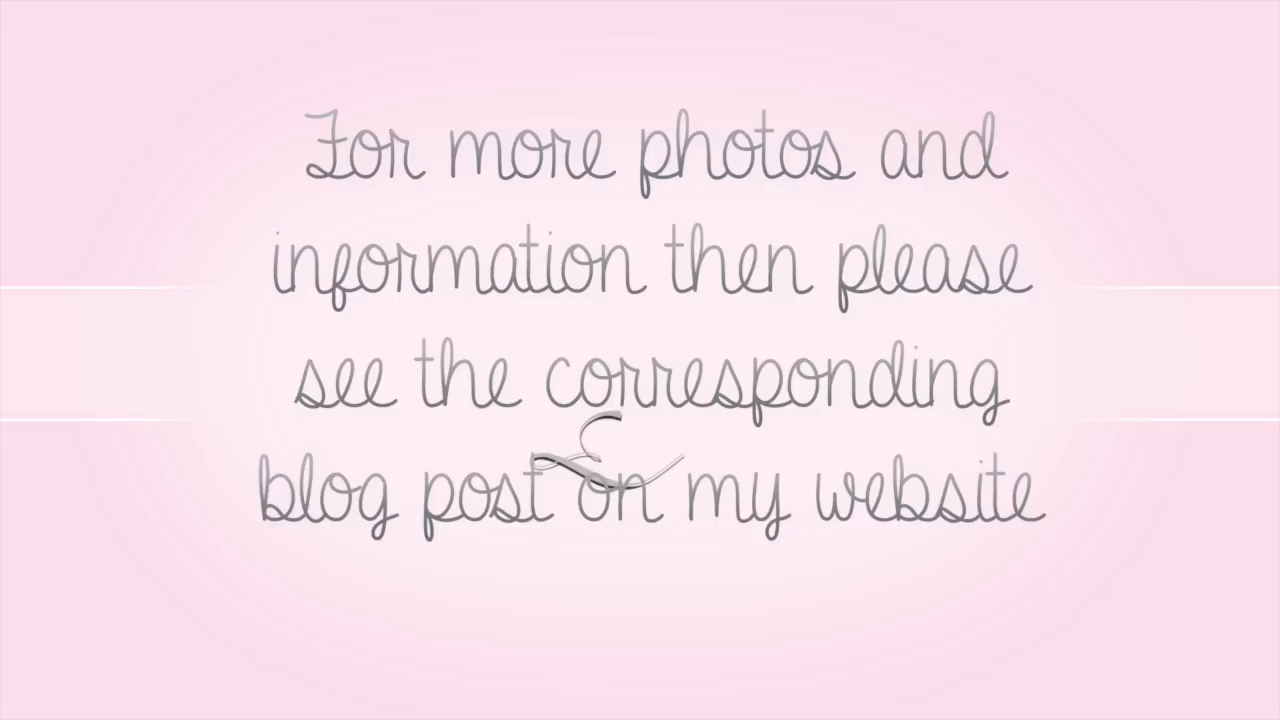 For more photos and
information then please
see the corresponding
blog post on my website